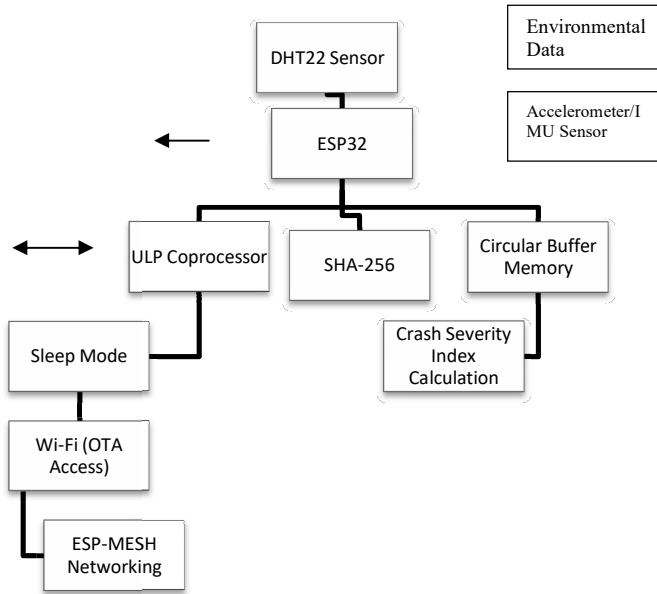 DHT22 Sensor
Environmental
Data
Accelerometer/I
MU Sensor
ESP32
ULP Coprocessor
SHA-256
Circular Buffer
Memory
Sleep Mode
Crash Severity
Index
Calculation
Wi-Fi (OTA
Access)
ESP-MESH
Networking